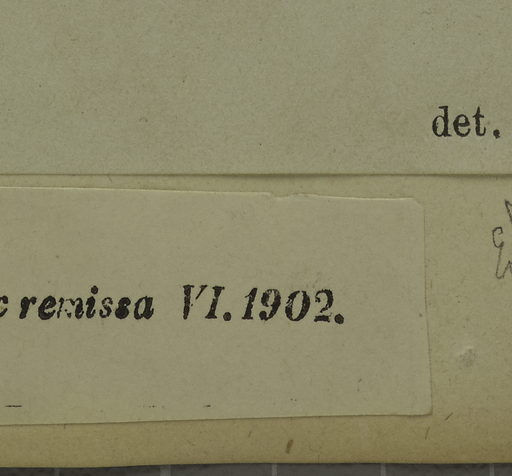 det.
remissa VI. 1902.